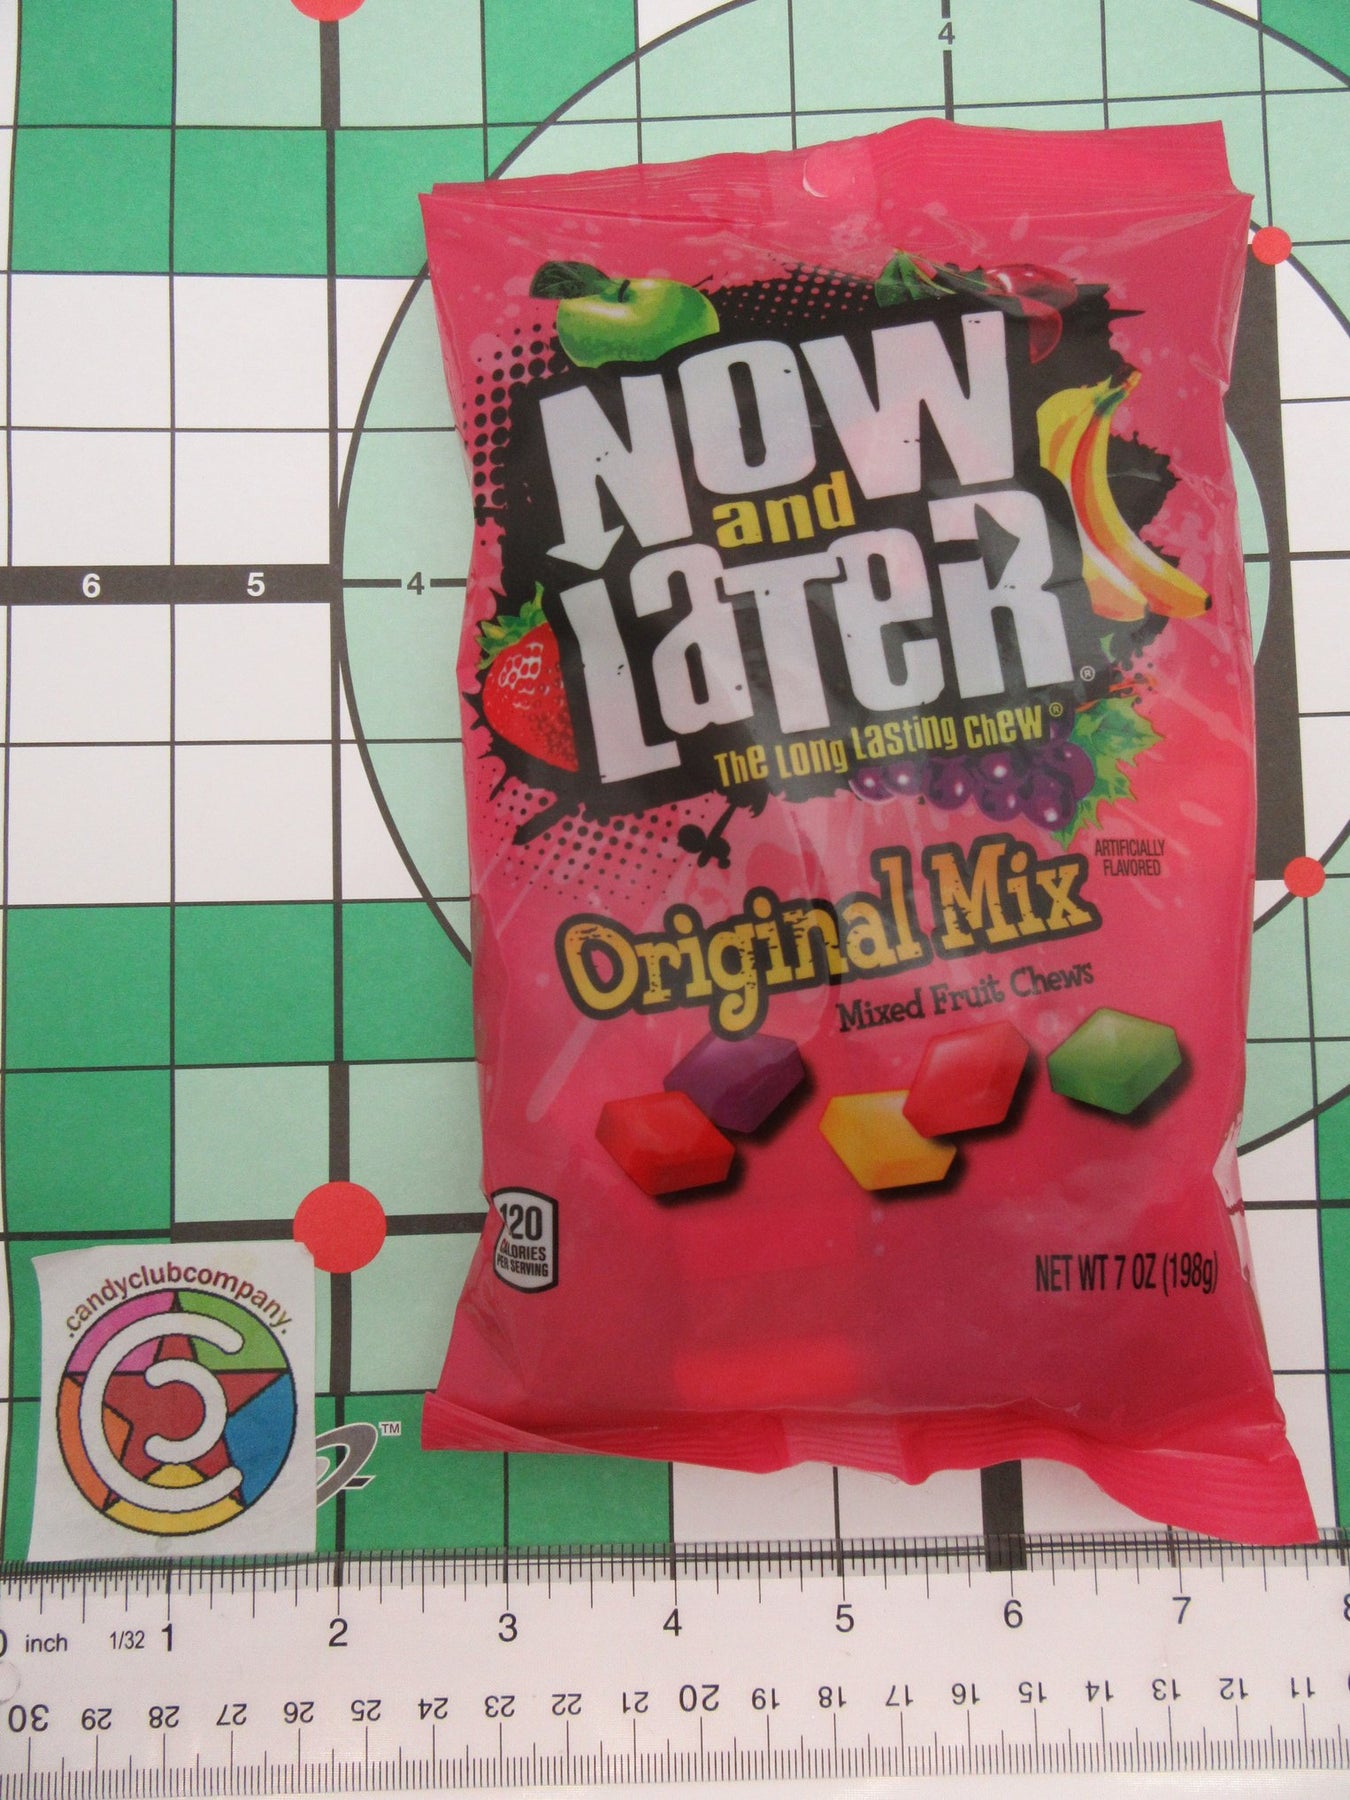 4
6 5 4
NOW
and
LATER®
The Long Lasting Chew®
ARTIFICIALLY
FLAVORED
Original Mix
Mixed Fruit Chews
120
CALORIES
PER SERVING
NET WT 7 OZ (198g)
.candyclubcompany.
TM
0 inch 1/32 1 2 3 4 5 6 7 8
30 29 28 27 26 25 24 23 22 21 20 19 18 17 16 15 14 13 12 11